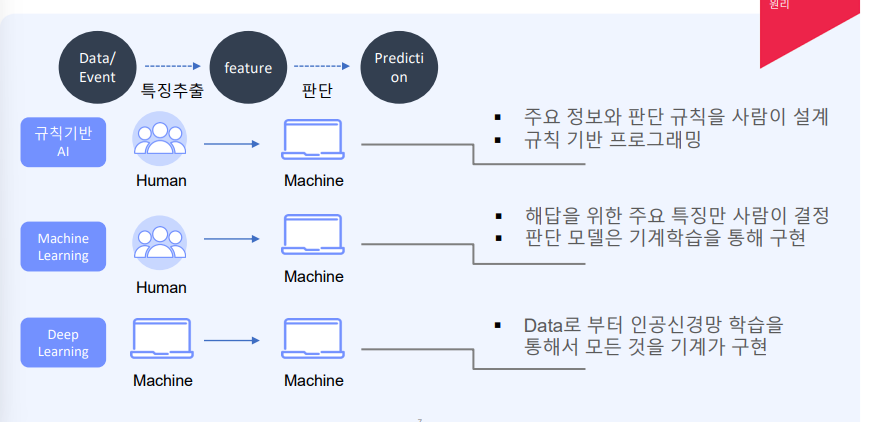 원리
Data/
Event
특징추출
feature
판단
Predicti
on
규칙기반
AI
Human
Machine
▪ 주요 정보와 판단 규칙을 사람이 설계
▪ 규칙 기반 프로그래밍
Machine
Learning
Human
Machine
▪ 해답을 위한 주요 특징만 사람이 결정
▪ 판단 모델은 기계학습을 통해 구현
Deep
Learning
Machine
Machine
▪ Data로 부터 인공신경망 학습을
통해서 모든 것을 기계가 구현